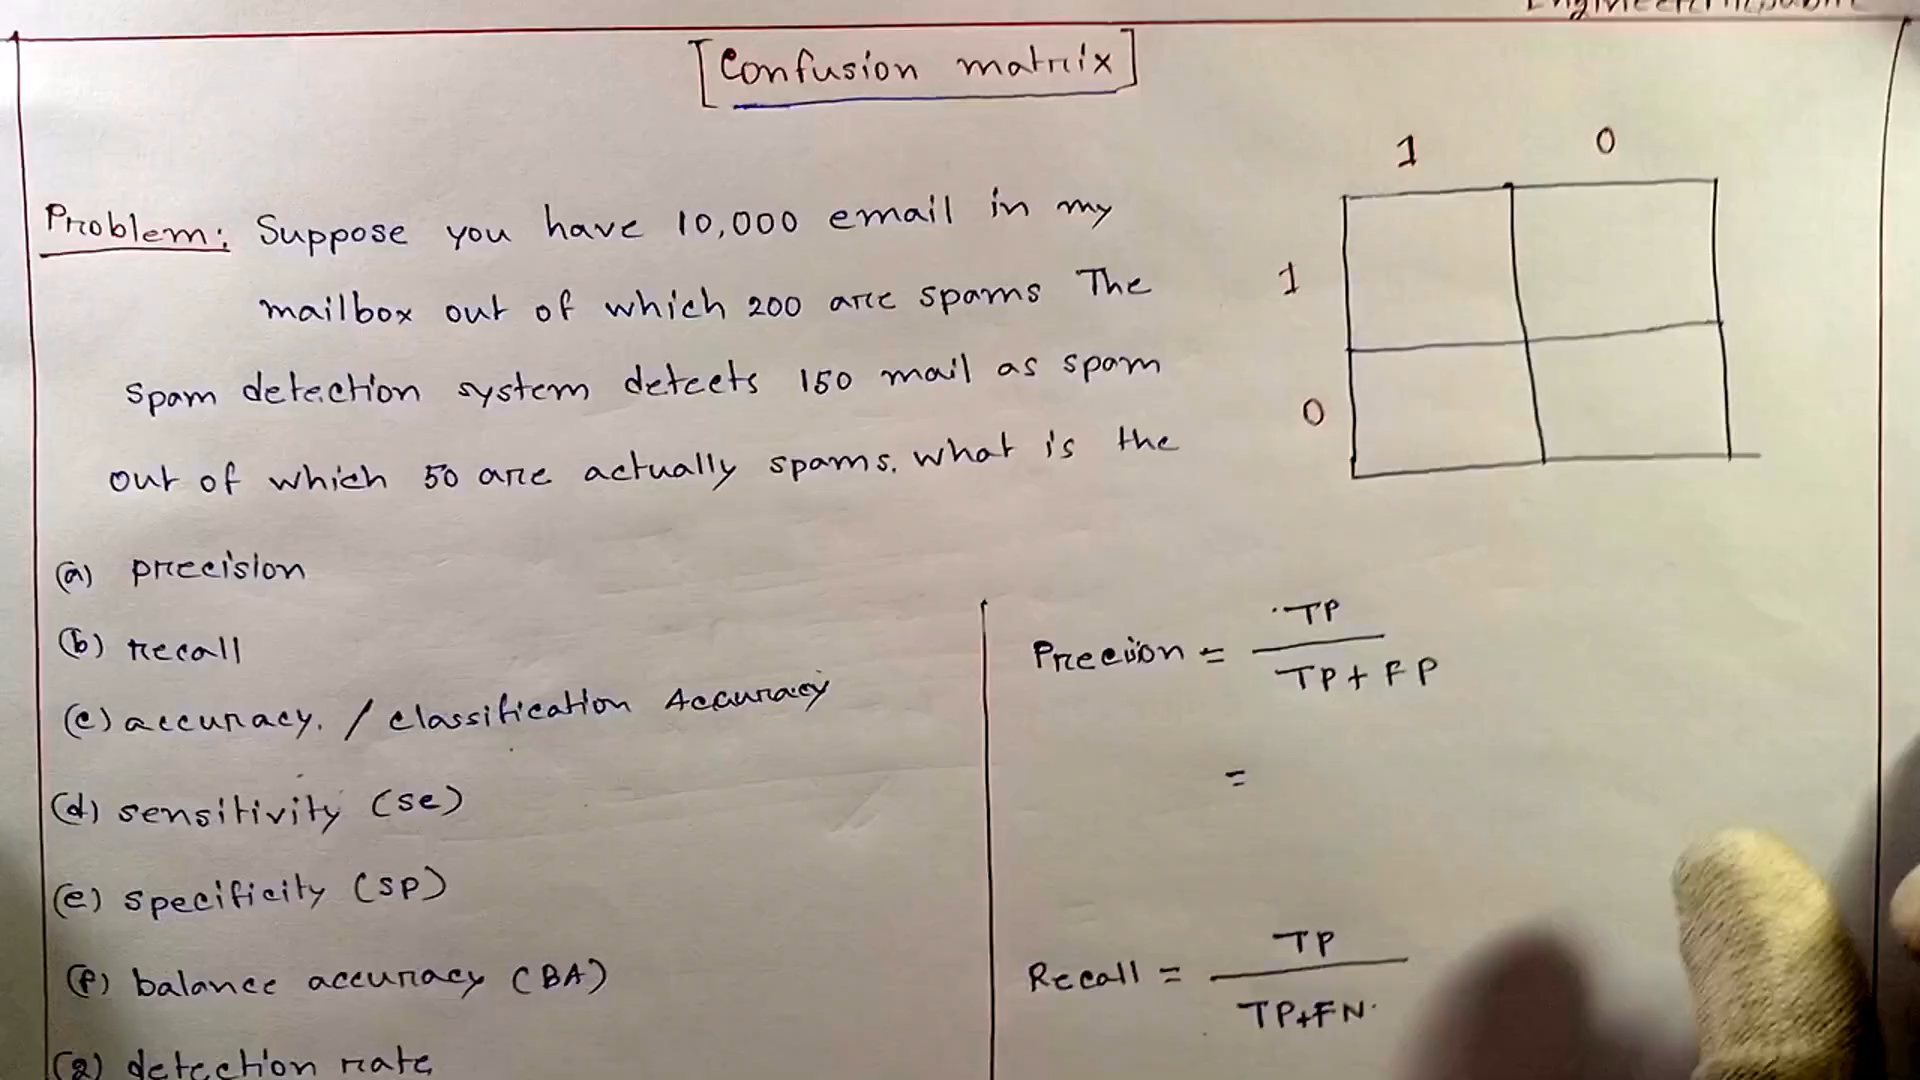 [Confusion matrix]
1 0
Problem: Suppose you have 10,000 email in my
mailbox out of which 200 are spams The
1
spam detection system detects 150 mail as spam
0
out of which 50 are actually spams. what is the
(a) precision
(b) recall
(c) accuracy. / classification Accuracy
(d) sensitivity (se)
(e) specificity (sp)
(f) balance accuracy (BA)
(g) detection rate
Precision = TP
TP + FP
=
Recall = TP
TP+FN